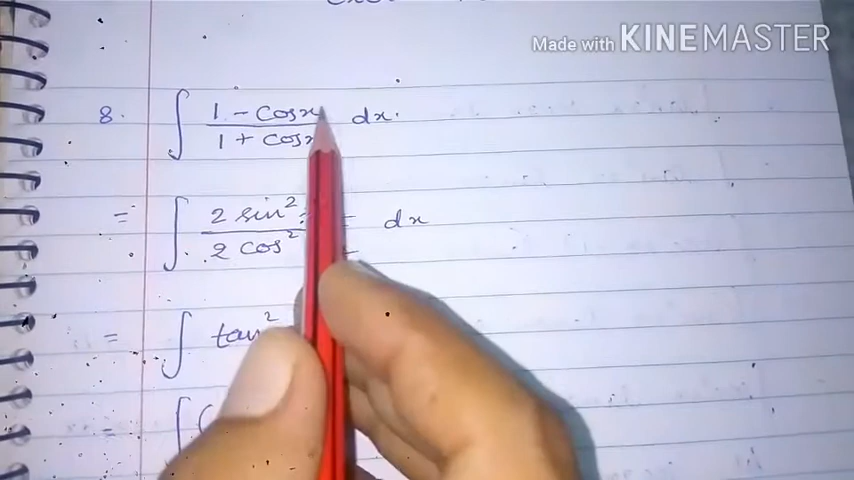 Made with KINEMASTER
8. ∫ (1 - cosx)/(1 + cosx) dx.
= ∫ (2 sin²)/(2 cos²) dx
= ∫ tan²
= ∫ (